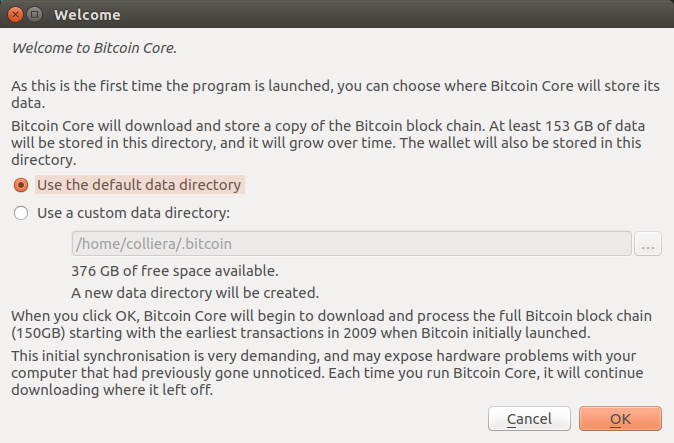 Welcome
Welcome to Bitcoin Core.
As this is the first time the program is launched, you can choose where Bitcoin Core will store its
data.
Bitcoin Core will download and store a copy of the Bitcoin block chain. At least 153 GB of data
will be stored in this directory, and it will grow over time. The wallet will also be stored in this
directory.
Use the default data directory
Use a custom data directory:
/home/colliera/.bitcoin
...
376 GB of free space available.
A new data directory will be created.
When you click OK, Bitcoin Core will begin to download and process the full Bitcoin block chain
(150GB) starting with the earliest transactions in 2009 when Bitcoin initially launched.
This initial synchronisation is very demanding, and may expose hardware problems with your
computer that had previously gone unnoticed. Each time you run Bitcoin Core, it will continue
downloading where it left off.
Cancel
OK